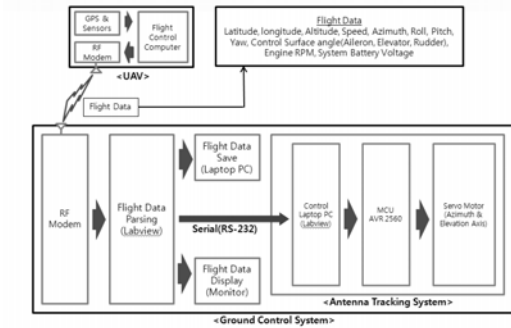 GPS &
Sensors
Flight
Control
Computer
RF
Modem
<UAV>
Flight Data
Latitude, longitude, Altitude, Speed, Azimuth, Roll, Pitch,
Yaw, Control Surface angle(Aileron, Elevator, Rudder),
Engine RPM, System Battery Voltage
Flight Data
RF
Modem
Flight Data
Parsing
(Labview)
Flight Data
Save
(Laptop PC)
Serial(RS-232)
Flight Data
Display
(Monitor)
Control
Laptop PC
(Labview)
MCU
AVR 2560
Servo Motor
(Azimuth &
Elevation Axis)
<Antenna Tracking System>
<Ground Control System>